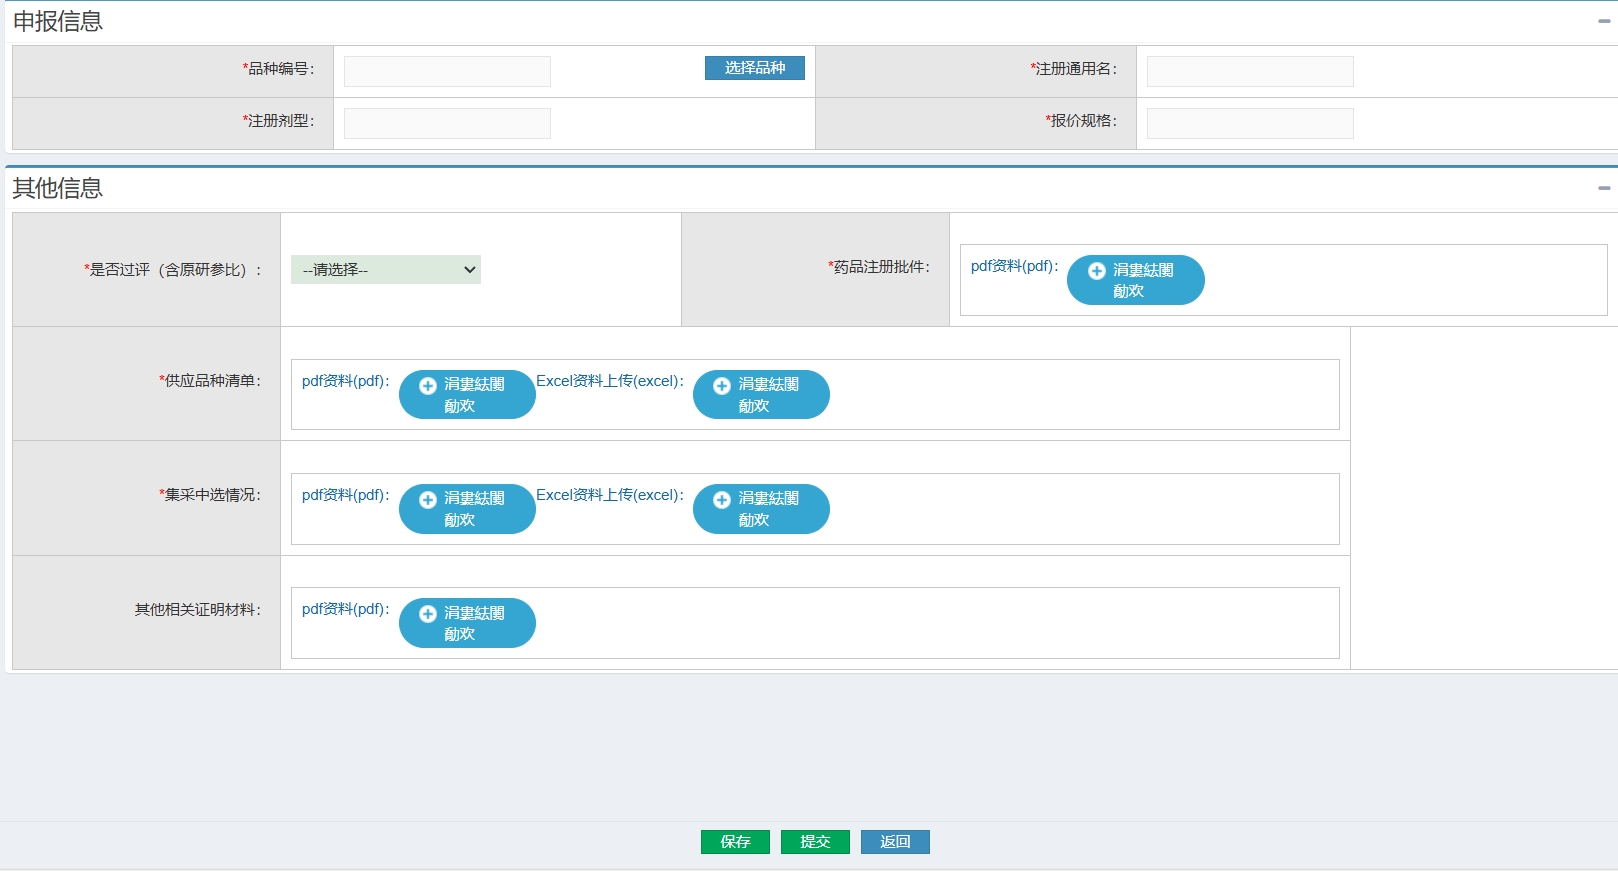 申报信息
*品种编号：
选择品种
*注册通用名：
*注册剂型：
*报价规格：
其他信息
*是否过评（含原研参比）：
--请选择--
*药品注册批件：
pdf资料(pdf)：
涓婁紶闄
勫欢
*供应品种清单：
pdf资料(pdf)：
涓婁紶闄
勫欢
Excel资料上传(excel)：
涓婁紶闄
勫欢
*集采中选情况：
pdf资料(pdf)：
涓婁紶闄
勫欢
Excel资料上传(excel)：
涓婁紶闄
勫欢
其他相关证明材料：
pdf资料(pdf)：
涓婁紶闄
勫欢
保存
提交
返回